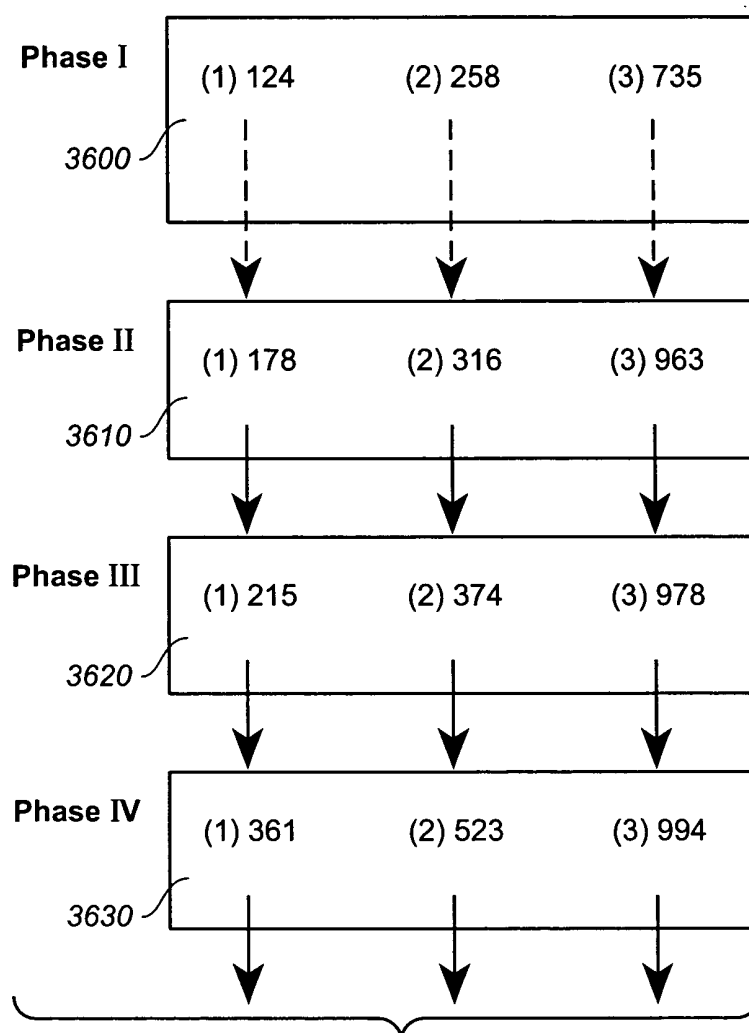 Phase I
(1) 124 (2) 258 (3) 735
3600
Phase II
(1) 178 (2) 316 (3) 963
3610
Phase III
(1) 215 (2) 374 (3) 978
3620
Phase IV
(1) 361 (2) 523 (3) 994
3630